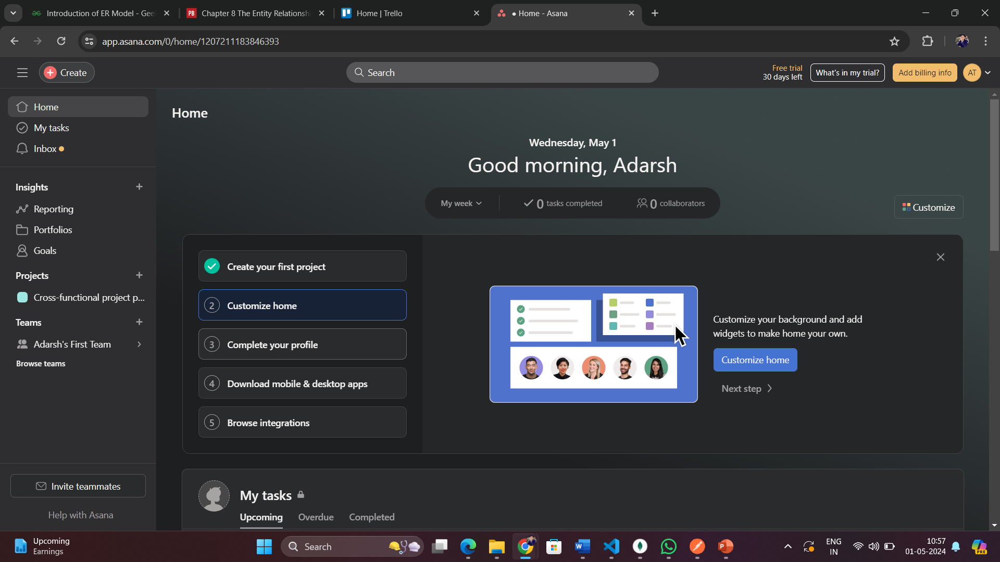 Introduction of ER Model - Gee
Chapter 8 The Entity Relationsh
Home | Trello
● Home - Asana
app.asana.com/0/home/1207211183846393
Create
Search
Free trial
30 days left
What's in my trial?
Add billing info
AT
Home
My tasks
Inbox
Insights
Reporting
Portfolios
Goals
Projects
Cross-functional project p...
Teams
Adarsh's First Team
Browse teams
Invite teammates
Help with Asana
Home
Wednesday, May 1
Good morning, Adarsh
My week
0 tasks completed
0 collaborators
Customize
Create your first project
2 Customize home
3 Complete your profile
4 Download mobile & desktop apps
5 Browse integrations
Customize your background and add
widgets to make home your own.
Customize home
Next step
My tasks
Upcoming
Overdue
Completed
Upcoming
Earnings
Search
ENG
IN
10:57
01-05-2024
PRE